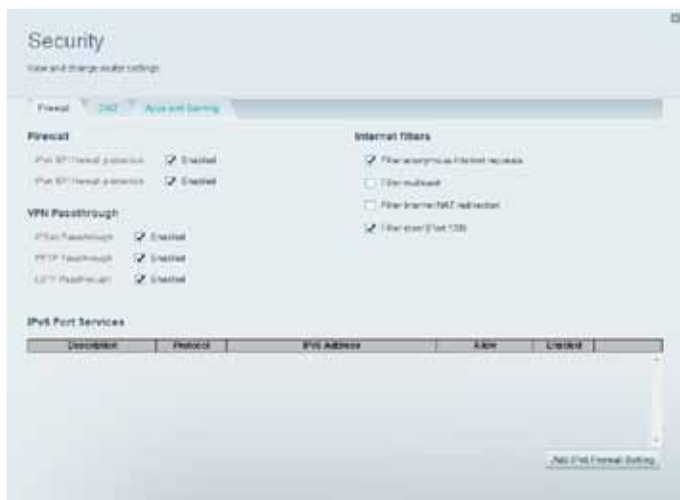 Security
View and change router settings
Firewall
DMZ
Apps and Gaming
Firewall
IPv6 SPI firewall protection
Enabled
IPv4 SPI firewall protection
Enabled
VPN Passthrough
IPSec Passthrough
Enabled
PPTP Passthrough
Enabled
L2TP Passthrough
Enabled
Internet filters
Filter anonymous Internet requests
Filter multicast
Filter Internet NAT redirection
Filter ident (Port 113)
IPv6 Port Services
Description Protocol IPv6 Address Allow Enabled
Add IPv6 Firewall Setting